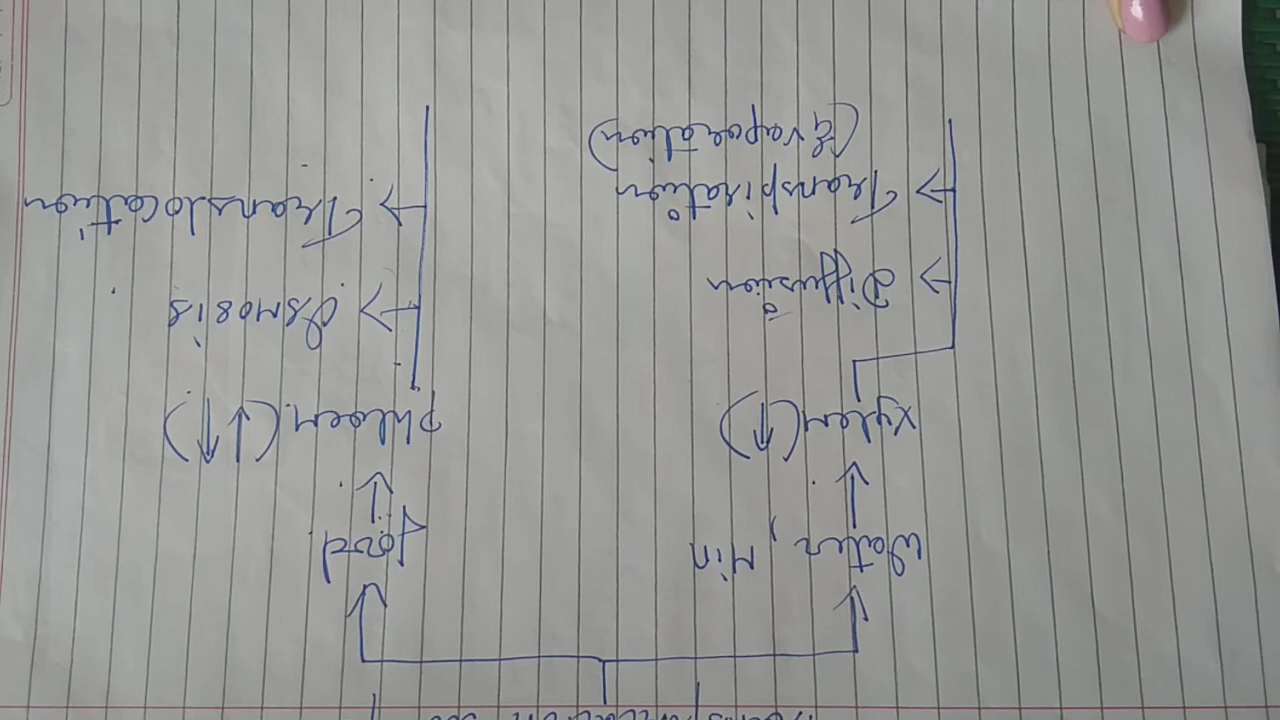 Water, Min
food
Xylem (↑)
Phloem (↑↓)
→ Diffusion
→ Osmosis
→ Transpiration
(Evaporation)
→ Translocation